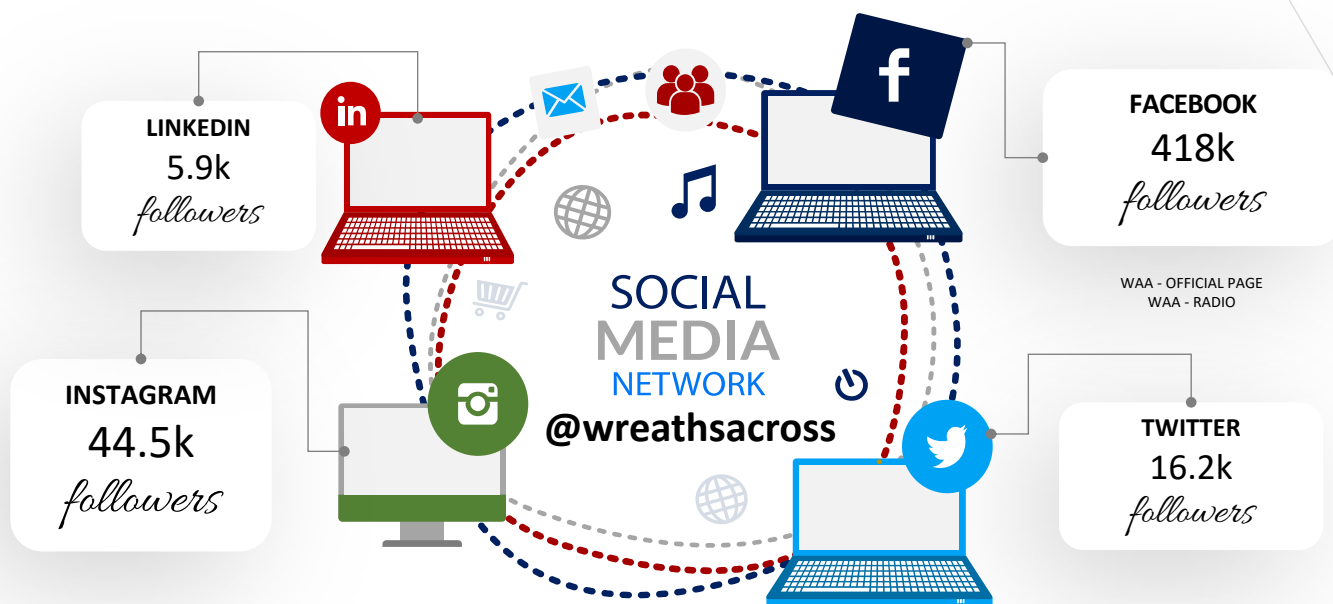 LINKEDIN
5.9k
followers
in
f
FACEBOOK
418k
followers
WAA - OFFICIAL PAGE
WAA - RADIO
SOCIAL
MEDIA
NETWORK
@wreathsacross
INSTAGRAM
44.5k
followers
TWITTER
16.2k
followers